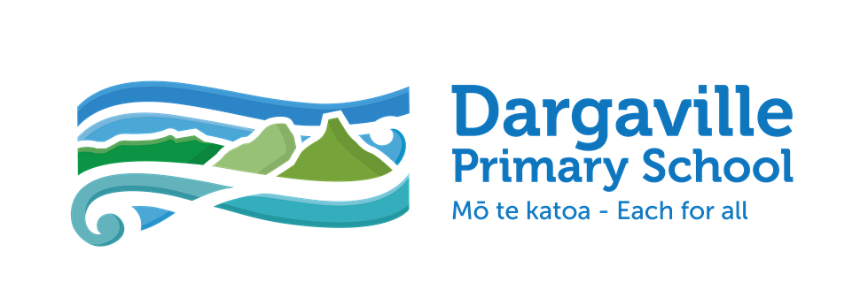 Dargaville
Primary School
Mō te katoa - Each for all